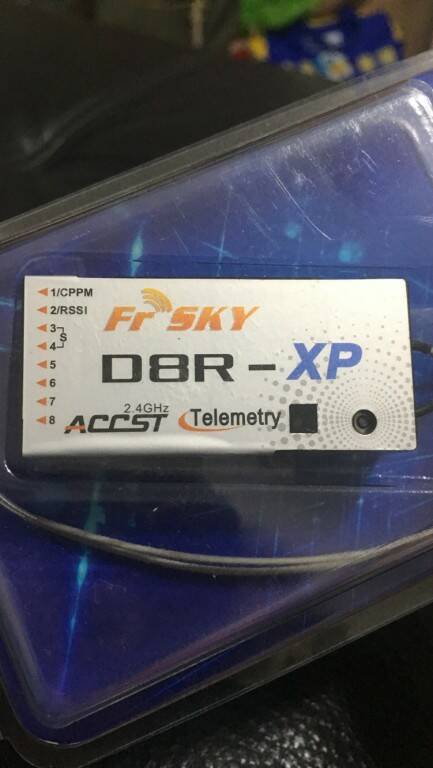 1/CPPM
2/RSSI
3
S
4
5
6
7
8
FrSKY
D8R-XP
2.4GHz
ACCST Telemetry